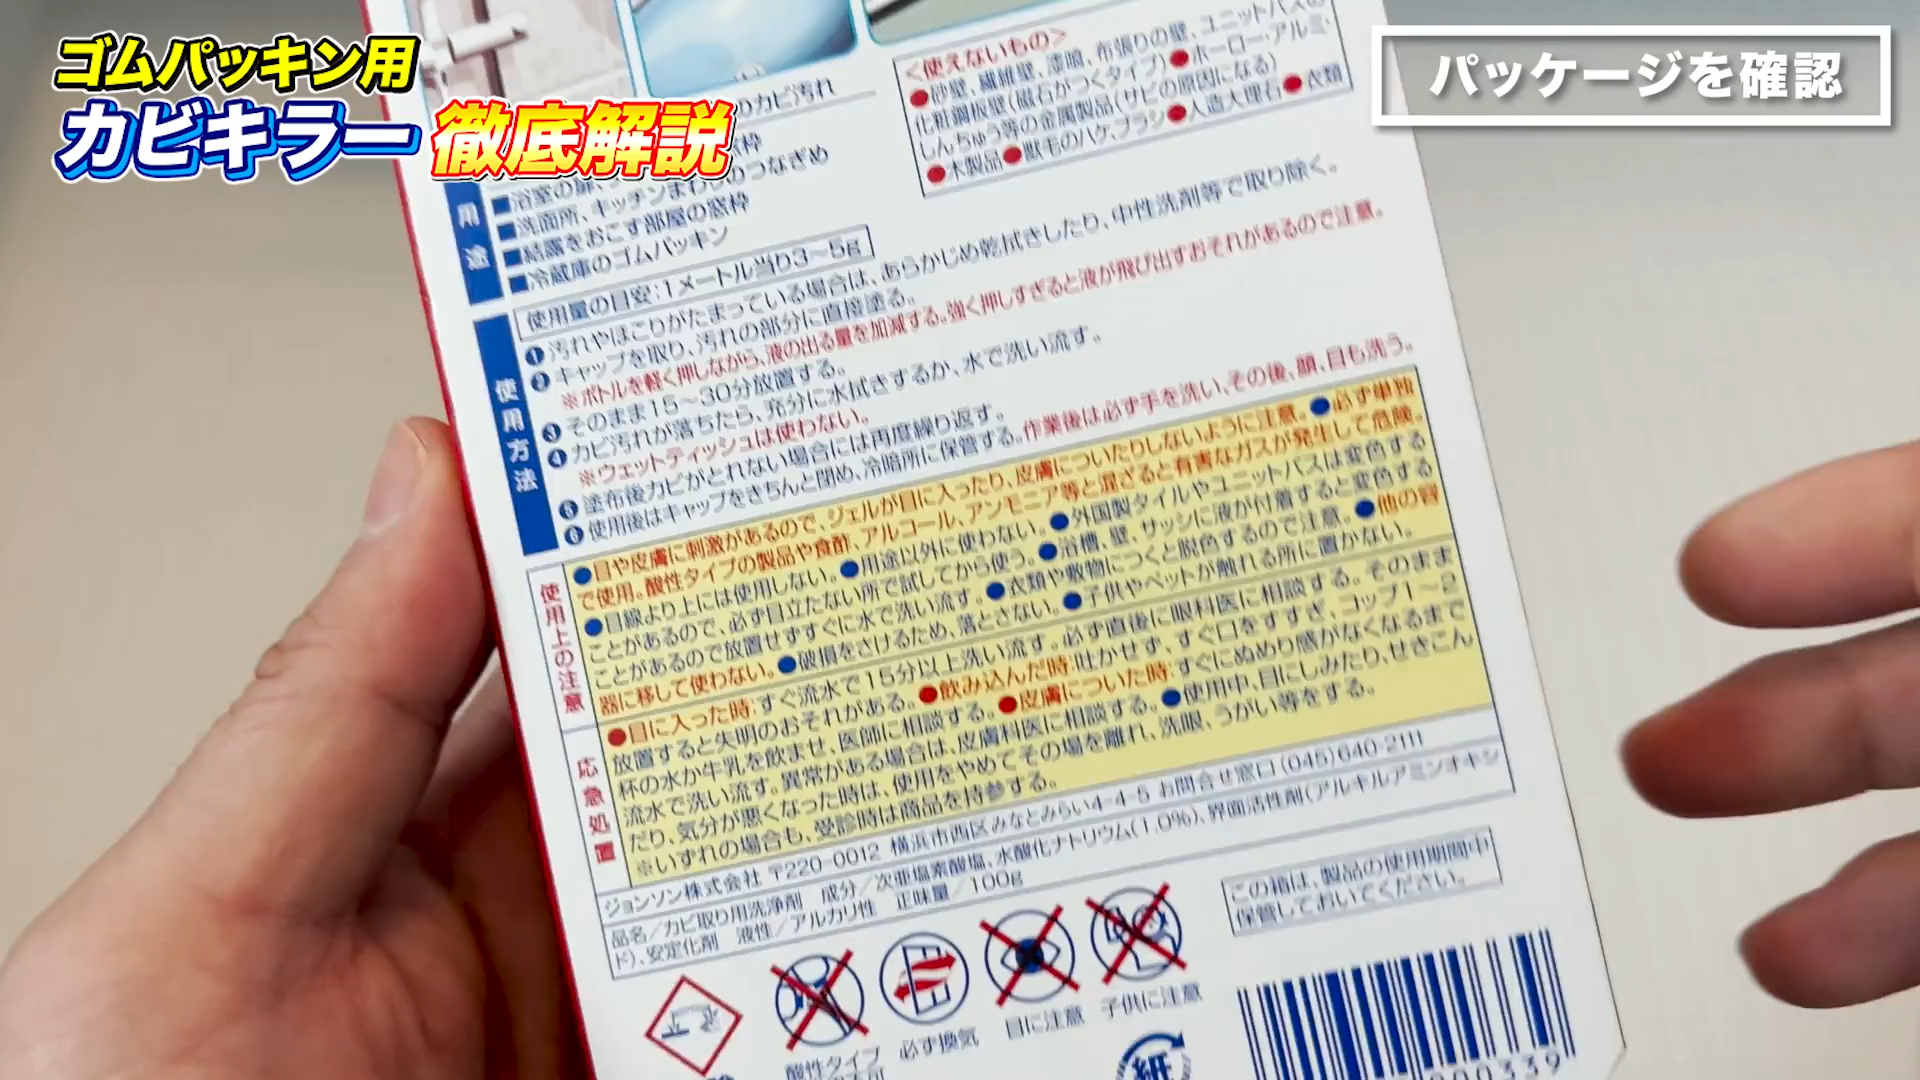 ゴムパッキン用
カビキラー 徹底解説
パッケージを確認
のカビ汚れ
枠
■浴室の扉、
■洗面所、キッチンまわりのつなぎめ
■結露をおこす部屋の窓枠
■冷蔵庫のゴムパッキン
用途
<使えないもの>
●砂壁、繊維壁、漆喰、布張りの壁、ユニットバスの
化粧鋼板壁(磁石がつくタイプ)●ホーロー・アルミ・
しんちゅう等の金属製品(サビの原因になる)
●木製品●獣毛のハケ、ブラシ●人造大理石●衣類
使用方法
使用量の目安:1メートル当り3〜5g
❶汚れやほこりがたまっている場合は、あらかじめ乾拭きしたり、中性洗剤等で取り除く。
❷キャップを取り、汚れの部分に直接塗る。
※ボトルを軽く押しながら、液の出る量を加減する。強く押しすぎると液が飛び出すおそれがあるので注意。
❸そのまま15〜30分放置する。
❹カビ汚れが落ちたら、充分に水拭きするか、水で洗い流す。
※ウェットティッシュは使わない。
❺塗布後カビがとれない場合には再度繰り返す。
❻使用後はキャップをきちんと閉め、冷暗所に保管する。作業後は必ず手を洗い、その後、顔、目も洗う。
使用上の注意
●目や皮膚に刺激があるので、ジェルが目に入ったり、皮膚についたりしないように注意。●必ず単独
で使用。酸性タイプの製品や食酢、アルコール、アンモニア等と混ざると有害なガスが発生して危険。
●目線より上には使用しない。●用途以外に使わない。●外国製タイルやユニットバスは変色する
ことがあるので、必ず目立たない所で試してから使う。●浴槽、壁、サッシに液が付着すると変色する
ことがあるので放置せずすぐに水で洗い流す。●衣類や敷物につくと脱色するので注意。●他の容
器に移して使わない。●破損をさけるため、落とさない。●子供やペットが触れる所に置かない。
応急処置
●目に入った時:すぐ流水で15分以上洗い流す。必ず直後に眼科医に相談する。そのまま
放置すると失明のおそれがある。●飲み込んだ時:吐かせず、すぐ口をすすぎ、コップ1〜2
杯の水か牛乳を飲ませ、医師に相談する。●皮膚についた時:すぐにぬめり感がなくなるまで
流水で洗い流す。異常がある場合は、皮膚科医に相談する。●使用中、目にしみたり、せきこん
だり、気分が悪くなった時は、使用をやめてその場を離れ、洗眼、うがい等をする。
※いずれの場合も、受診時は商品を持参する。
ジョンソン株式会社 〒220-0012 横浜市西区みなとみらい4-4-5 お問合せ窓口(045)640-2111
品名/カビ取り用洗浄剤 成分/次亜塩素酸塩、水酸化ナトリウム(1.0%)、界面活性剤(アルキルアミンオキシ
ド)、安定化剤 液性/アルカリ性 正味量/100g
この箱は、製品の使用期間中
保管しておいてください。
酸性タイプ
必ず換気
目に注意
子供に注意
紙